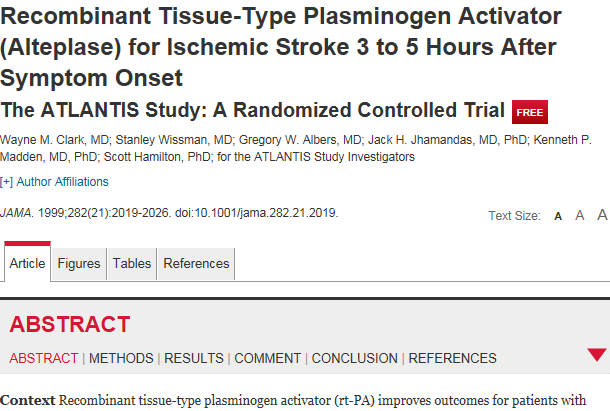 Recombinant Tissue-Type Plasminogen Activator
(Alteplase) for Ischemic Stroke 3 to 5 Hours After
Symptom Onset
The ATLANTIS Study: A Randomized Controlled Trial FREE
Wayne M. Clark, MD; Stanley Wissman, MD; Gregory W. Albers, MD; Jack H. Jhamandas, MD, PhD; Kenneth P.
Madden, MD, PhD; Scott Hamilton, PhD; for the ATLANTIS Study Investigators
[+] Author Affiliations
JAMA. 1999;282(21):2019-2026. doi:10.1001/jama.282.21.2019.
Text Size: A A A
Article Figures Tables References
ABSTRACT
ABSTRACT | METHODS | RESULTS | COMMENT | CONCLUSION | REFERENCES
Context Recombinant tissue-type plasminogen activator (rt-PA) improves outcomes for patients with